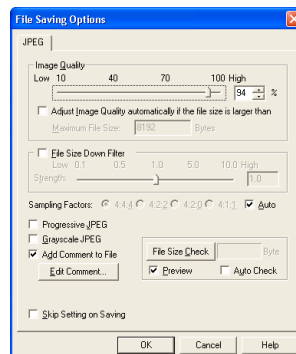 File Saving Options
JPEG
Image Quality
Low 10 40 70 100 High
94 %
Adjust Image Quality automatically if the file size is larger than
Maximum File Size: 8192 Bytes
File Size Down Filter
Low 0.1 0.5 1.0 5.0 10.0 High
Strength: 1.0
Sampling Factors: 4:4:4 4:2:2 4:2:0 4:1:1 Auto
Progressive JPEG
Grayscale JPEG
Add Comment to File
Edit Comment...
File Size Check Byte
Preview Auto Check
Skip Setting on Saving
OK Cancel Help